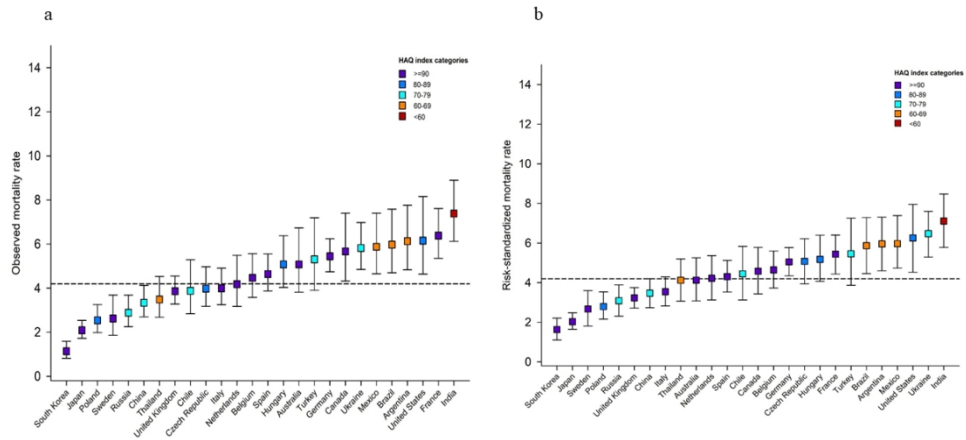 a
Observed mortality rate
14
12
10
8
6
4
2
0
HAQ index categories
>=90
80-89
70-79
60-69
<60
South Korea
Japan
Poland
Sweden
Russia
China
Thailand
United Kingdom
Chile
Czech Republic
Italy
Netherlands
Belgium
Spain
Hungary
Australia
Turkey
Germany
Canada
Ukraine
Mexico
Brazil
Argentina
United States
France
India
b
Risk-standardized mortality rate
14
12
10
8
6
4
2
0
HAQ index categories
>=90
80-89
70-79
60-69
<60
South Korea
Japan
Sweden
Poland
Russia
United Kingdom
China
Italy
Thailand
Australia
Netherlands
Spain
Chile
Canada
Belgium
Germany
Czech Republic
Hungary
France
Turkey
Brazil
Argentina
Mexico
United States
Ukraine
India